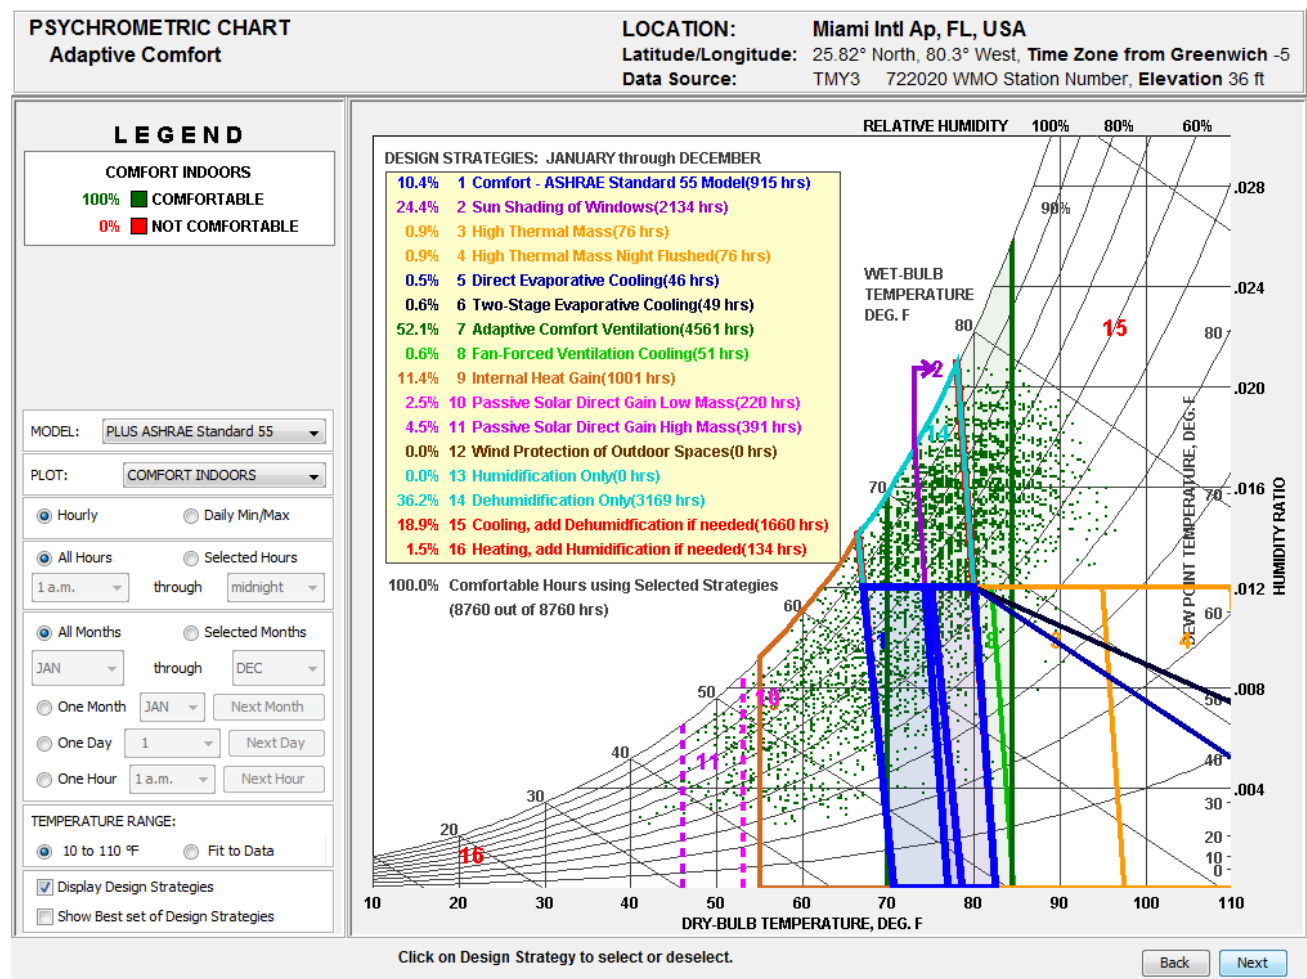 PSYCHROMETRIC CHART
Adaptive Comfort
LOCATION: Miami Intl Ap, FL, USA
Latitude/Longitude: 25.82° North, 80.3° West, Time Zone from Greenwich -5
Data Source: TMY3 722020 WMO Station Number, Elevation 36 ft
LEGEND
COMFORT INDOORS
100% COMFORTABLE
0% NOT COMFORTABLE
MODEL: PLUS ASHRAE Standard 55
PLOT: COMFORT INDOORS
Hourly Daily Min/Max
All Hours Selected Hours
1 a.m. through midnight
All Months Selected Months
JAN through DEC
One Month JAN Next Month
One Day 1 Next Day
One Hour 1 a.m. Next Hour
TEMPERATURE RANGE:
10 to 110 °F Fit to Data
Display Design Strategies
Show Best set of Design Strategies
RELATIVE HUMIDITY 100% 80% 60%
DESIGN STRATEGIES: JANUARY through DECEMBER
10.4% 1 Comfort - ASHRAE Standard 55 Model(915 hrs)
24.4% 2 Sun Shading of Windows(2134 hrs)
0.9% 3 High Thermal Mass(76 hrs)
0.9% 4 High Thermal Mass Night Flushed(76 hrs)
0.5% 5 Direct Evaporative Cooling(46 hrs)
0.6% 6 Two-Stage Evaporative Cooling(49 hrs)
52.1% 7 Adaptive Comfort Ventilation(4561 hrs)
0.6% 8 Fan-Forced Ventilation Cooling(51 hrs)
11.4% 9 Internal Heat Gain(1001 hrs)
2.5% 10 Passive Solar Direct Gain Low Mass(220 hrs)
4.5% 11 Passive Solar Direct Gain High Mass(391 hrs)
0.0% 12 Wind Protection of Outdoor Spaces(0 hrs)
0.0% 13 Humidification Only(0 hrs)
36.2% 14 Dehumidification Only(3169 hrs)
18.9% 15 Cooling, add Dehumidfication if needed(1660 hrs)
1.5% 16 Heating, add Humidification if needed(134 hrs)
100.0% Comfortable Hours using Selected Strategies
(8760 out of 8760 hrs)
90%
WET-BULB
TEMPERATURE
DEG. F
80
70
60
50
40
30
20
15
2
14
1
8
3
4
10
11
16
.028
.024
.020
.016
.012
.008
.004
HUMIDITY RATIO
DEW POINT TEMPERATURE, DEG. F
80
70
60
50
40
30
20
10
0
10 20 30 40 50 60 70 80 90 100 110
DRY-BULB TEMPERATURE, DEG. F
Click on Design Strategy to select or deselect.
Back Next